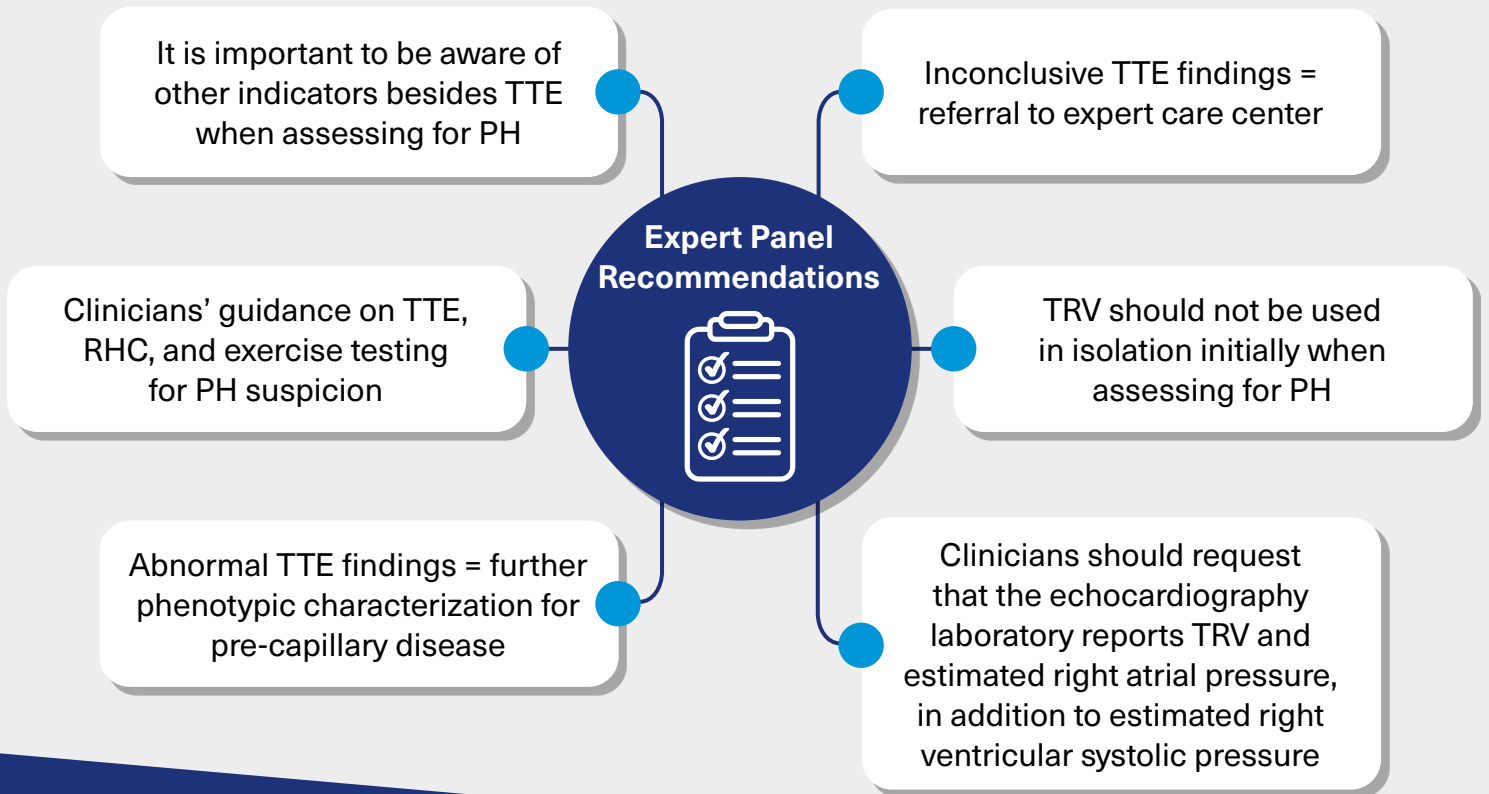 It is important to be aware of
other indicators besides TTE
when assessing for PH
Inconclusive TTE findings =
referral to expert care center
Expert Panel
Recommendations
Clinicians’ guidance on TTE,
RHC, and exercise testing
for PH suspicion
TRV should not be used
in isolation initially when
assessing for PH
Abnormal TTE findings = further
phenotypic characterization for
pre-capillary disease
Clinicians should request
that the echocardiography
laboratory reports TRV and
estimated right atrial pressure,
in addition to estimated right
ventricular systolic pressure